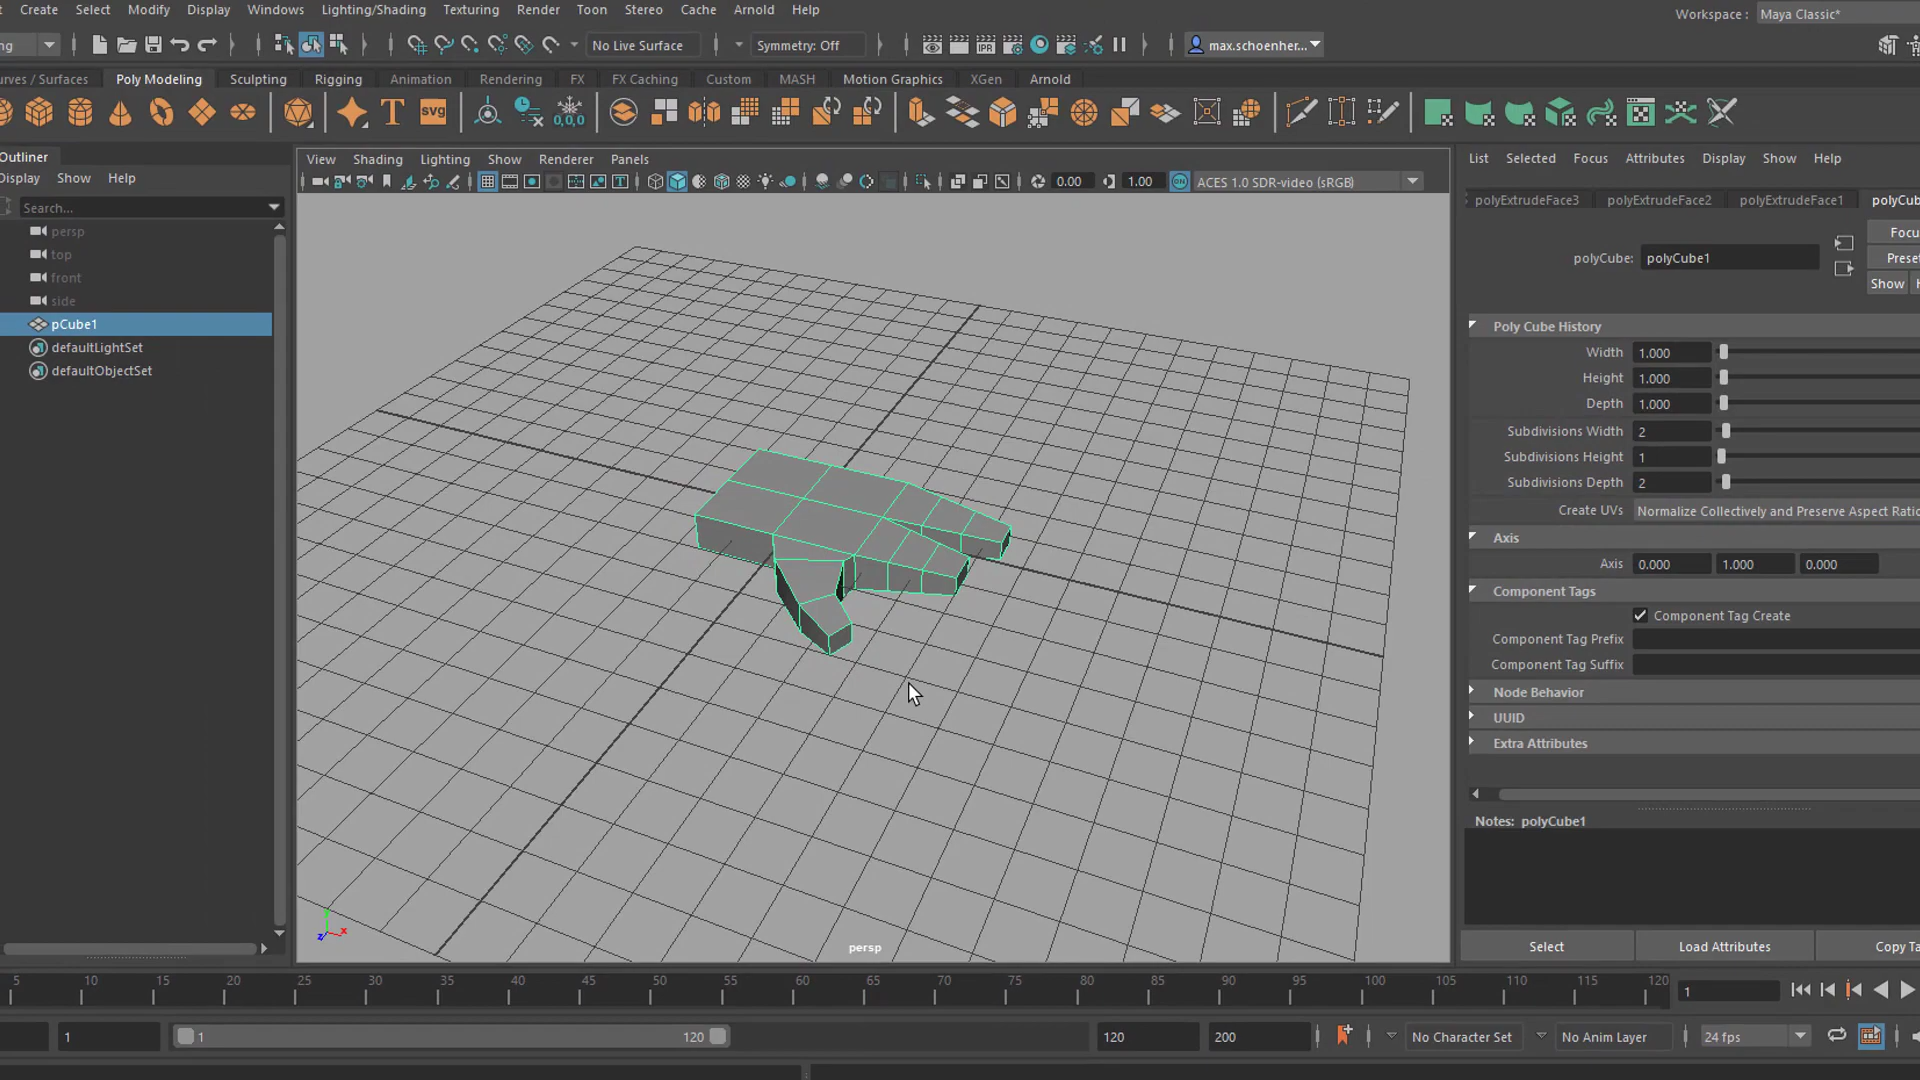 Create Modify Select Display Windows Lighting/Shading Texturing Render Toon Stereo Cache Arnold Help
Workspace : Maya Classic*
ng No Live Surface Symmetry: Off max.schoenher...
urves / Surfaces Poly Modeling Sculpting Rigging Animation Rendering FX FX Caching Custom MASH Motion Graphics XGen Arnold
T svg 0,0,0
Outliner
Display Show Help
Search...
persp
top
front
side
pCube1
defaultLightSet
defaultObjectSet
View Shading Lighting Show Renderer Panels
0.00 1.00 ON ACES 1.0 SDR-video (sRGB)
persp
y
z x
List Selected Focus Attributes Display Show Help
polyExtrudeFace3 polyExtrudeFace2 polyExtrudeFace1 polyCub
Focu
polyCube: polyCube1
Prese
Show H
Poly Cube History
Width 1.000
Height 1.000
Depth 1.000
Subdivisions Width 2
Subdivisions Height 1
Subdivisions Depth 2
Create UVs Normalize Collectively and Preserve Aspect Ratio
Axis
Axis 0.000 1.000 0.000
Component Tags
Component Tag Create
Component Tag Prefix
Component Tag Suffix
Node Behavior
UUID
Extra Attributes
Notes: polyCube1
Select Load Attributes Copy Ta
5 10 15 20 25 30 35 40 45 50 55 60 65 70 75 80 85 90 95 100 105 110 115 120
1
1 1 120 120 200 No Character Set No Anim Layer 24 fps